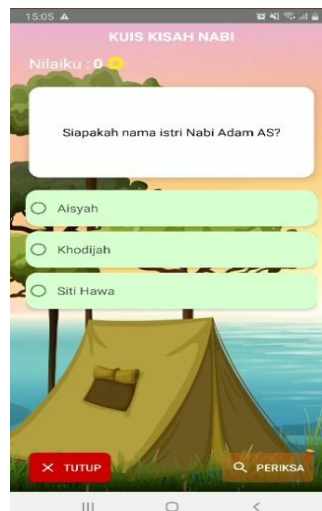 15:05
KUIS KISAH NABI
Nilaiku : 0
Siapakah nama istri Nabi Adam AS?
Aisyah
Khodijah
Siti Hawa
TUTUP
PERIKSA